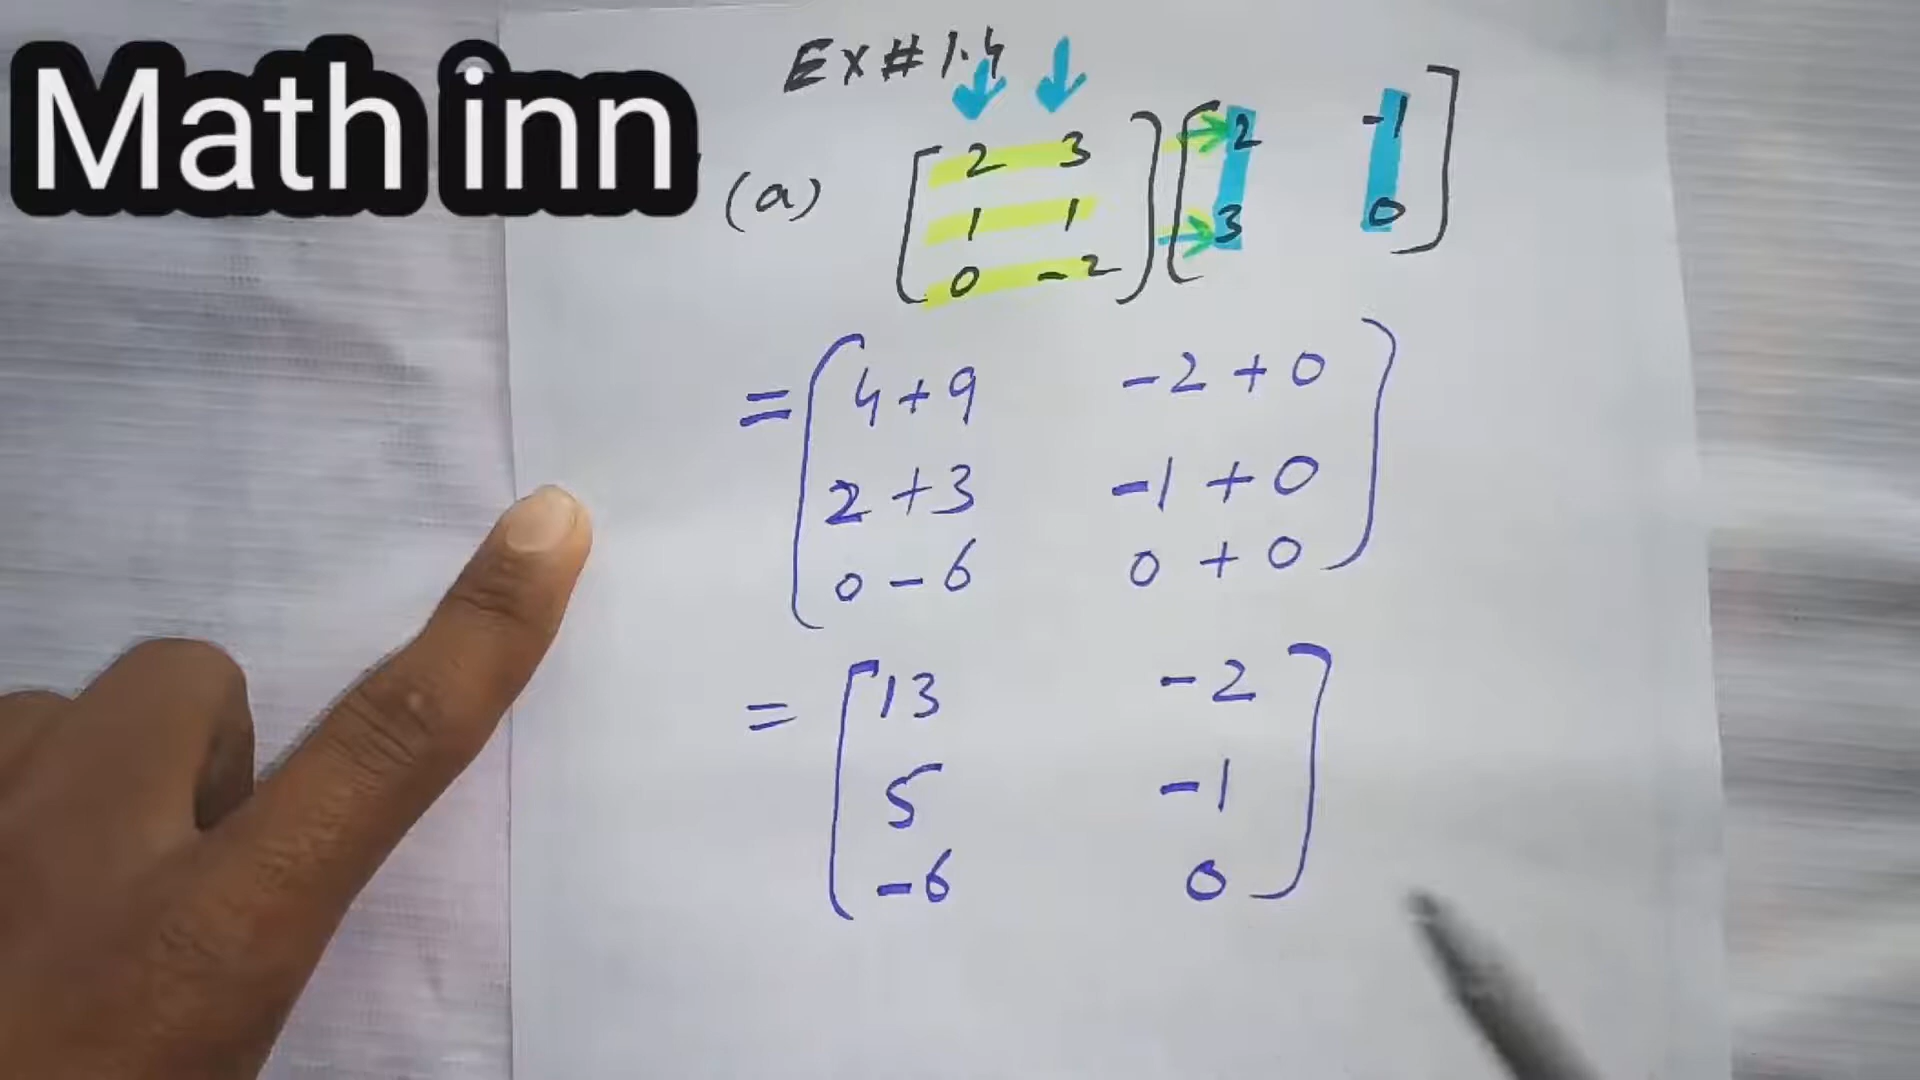 Math inn
Ex # 1.4
(a) [2 3] [2 -1]
[1 1] [3 0]
[0 -2]
= [4+9 -2+0]
[2+3 -1+0]
[0-6 0+0]
= [13 -2]
[5 -1]
[-6 0]